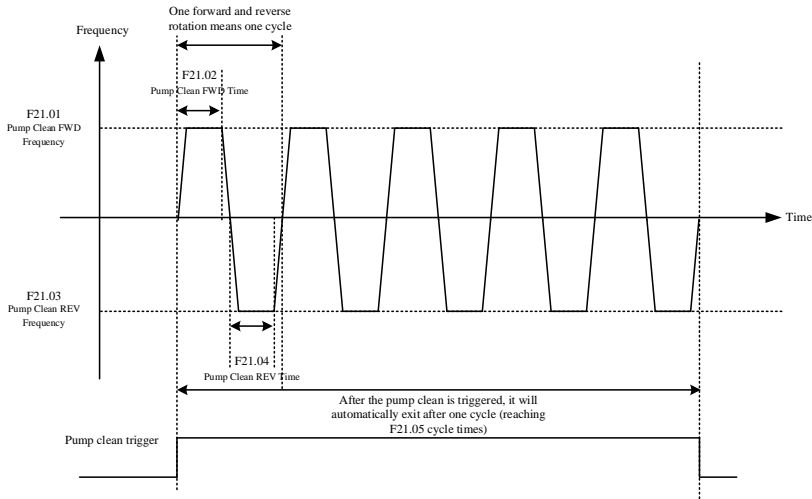 One forward and reverse
rotation means one cycle
Frequency
F21.02
Pump Clean FWD Time
F21.01
Pump Clean FWD
Frequency
Time
F21.03
Pump Clean REV
Frequency
F21.04
Pump Clean REV Time
After the pump clean is triggered, it will
automatically exit after one cycle (reaching
F21.05 cycle times)
Pump clean trigger